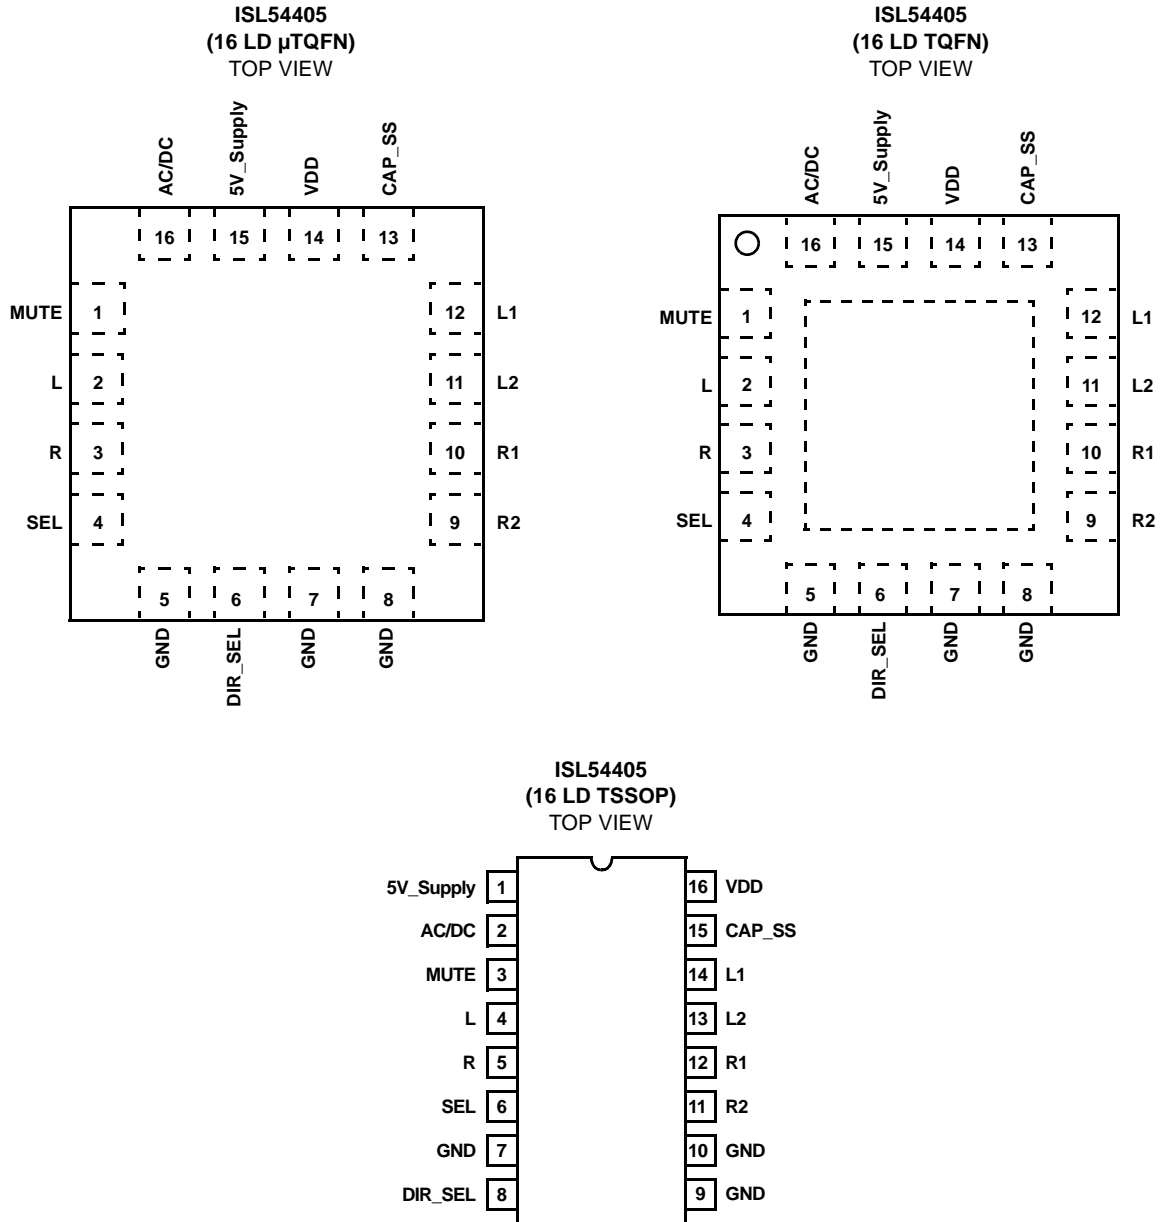 ISL54405
(16 LD µTQFN)
TOP VIEW
AC/DC
5V_Supply
VDD
CAP_SS
16
15
14
13
MUTE 1
12 L1
L 2
11 L2
R 3
10 R1
SEL 4
9 R2
5
6
7
8
GND
DIR_SEL
GND
GND
ISL54405
(16 LD TQFN)
TOP VIEW
AC/DC
5V_Supply
VDD
CAP_SS
16
15
14
13
MUTE 1
12 L1
L 2
11 L2
R 3
10 R1
SEL 4
9 R2
5
6
7
8
GND
DIR_SEL
GND
GND
ISL54405
(16 LD TSSOP)
TOP VIEW
5V_Supply 1
16 VDD
AC/DC 2
15 CAP_SS
MUTE 3
14 L1
L 4
13 L2
R 5
12 R1
SEL 6
11 R2
GND 7
10 GND
DIR_SEL 8
9 GND